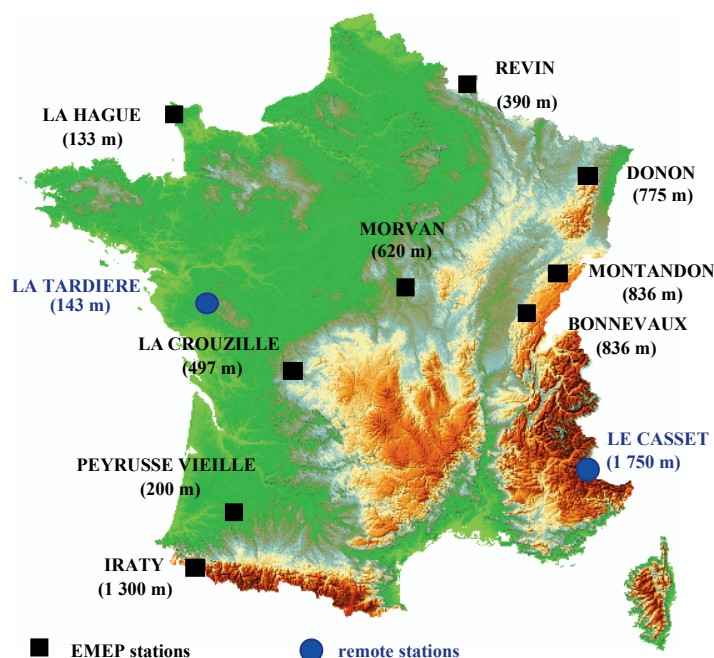 REVIN
(390 m)
LA HAGUE
(133 m)
DONON
(775 m)
MORVAN
(620 m)
MONTANDON
(836 m)
LA TARDIERE
(143 m)
BONNEVAUX
(836 m)
LA CROUZILLE
(497 m)
LE CASSET
(1 750 m)
PEYRUSSE VIEILLE
(200 m)
IRATY
(1 300 m)
EMEP stations
remote stations